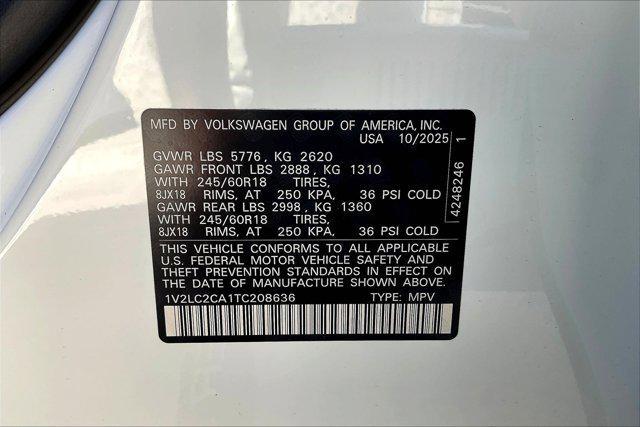 MFD BY VOLKSWAGEN GROUP OF AMERICA, INC.
USA 10/2025
GVWR LBS 5776, KG 2620
GAWR FRONT LBS 2888, KG 1310
WITH 245/60R18 TIRES,
8JX18 RIMS, AT 250 KPA, 36 PSI COLD
GAWR REAR LBS 2998, KG 1360
WITH 245/60R18 TIRES,
8JX18 RIMS, AT 250 KPA, 36 PSI COLD
THIS VEHICLE CONFORMS TO ALL APPLICABLE
U.S. FEDERAL MOTOR VEHICLE SAFETY AND
THEFT PREVENTION STANDARDS IN EFFECT ON
THE DATE OF MANUFACTURE SHOWN ABOVE.
1V2LC2CA1TC208636 TYPE: MPV
4248246 1